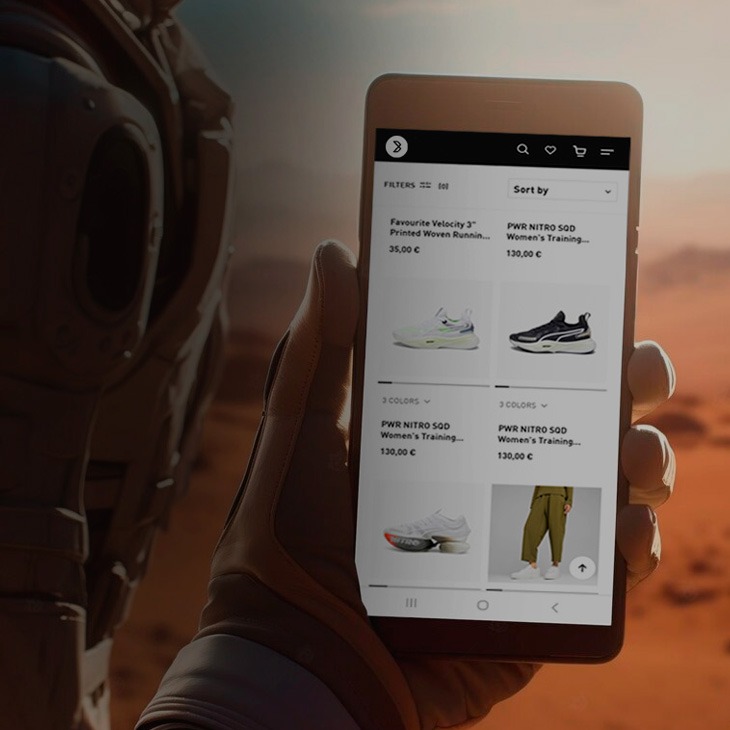 FILTERS
Sort by
Favourite Velocity 3"
Printed Woven Runnin...
35,00 €
PWR NITRO SQD
Women's Training...
130,00 €
3 COLORS
3 COLORS
PWR NITRO SQD
Women's Training...
130,00 €
PWR NITRO SQD
Women's Training...
130,00 €
NITRO